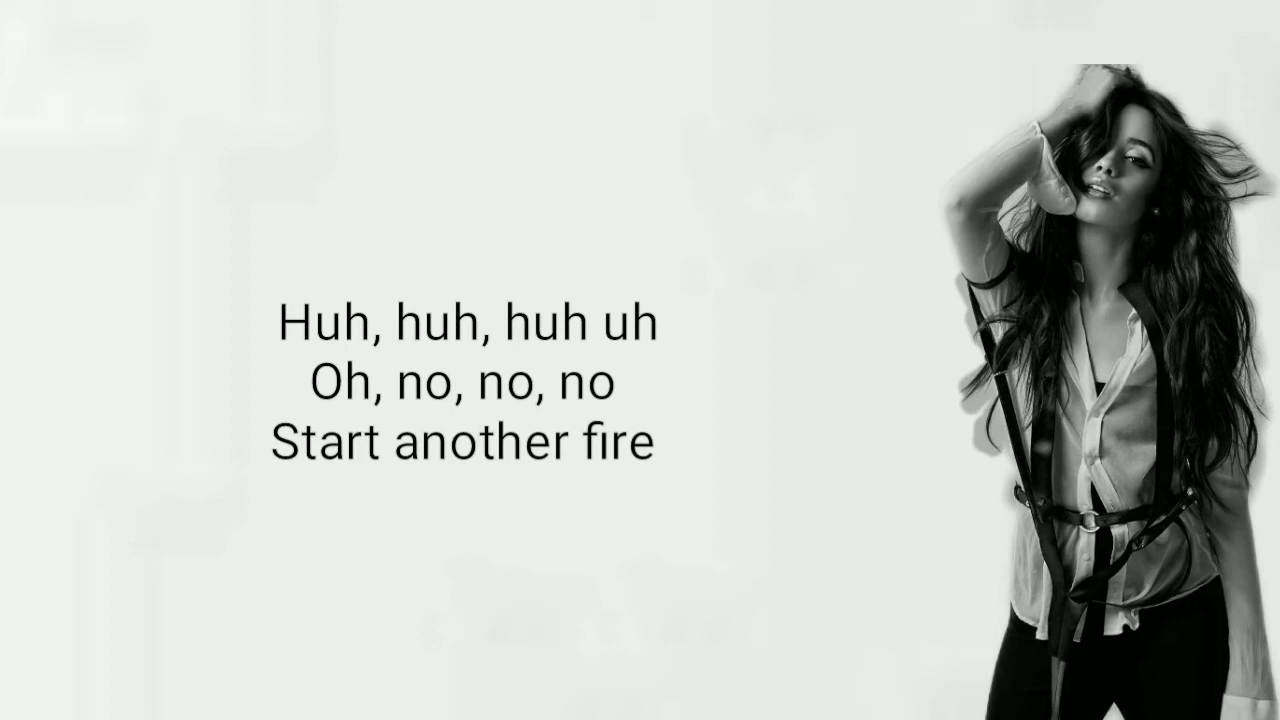 Huh, huh, huh uh
Oh, no, no, no
Start another fire